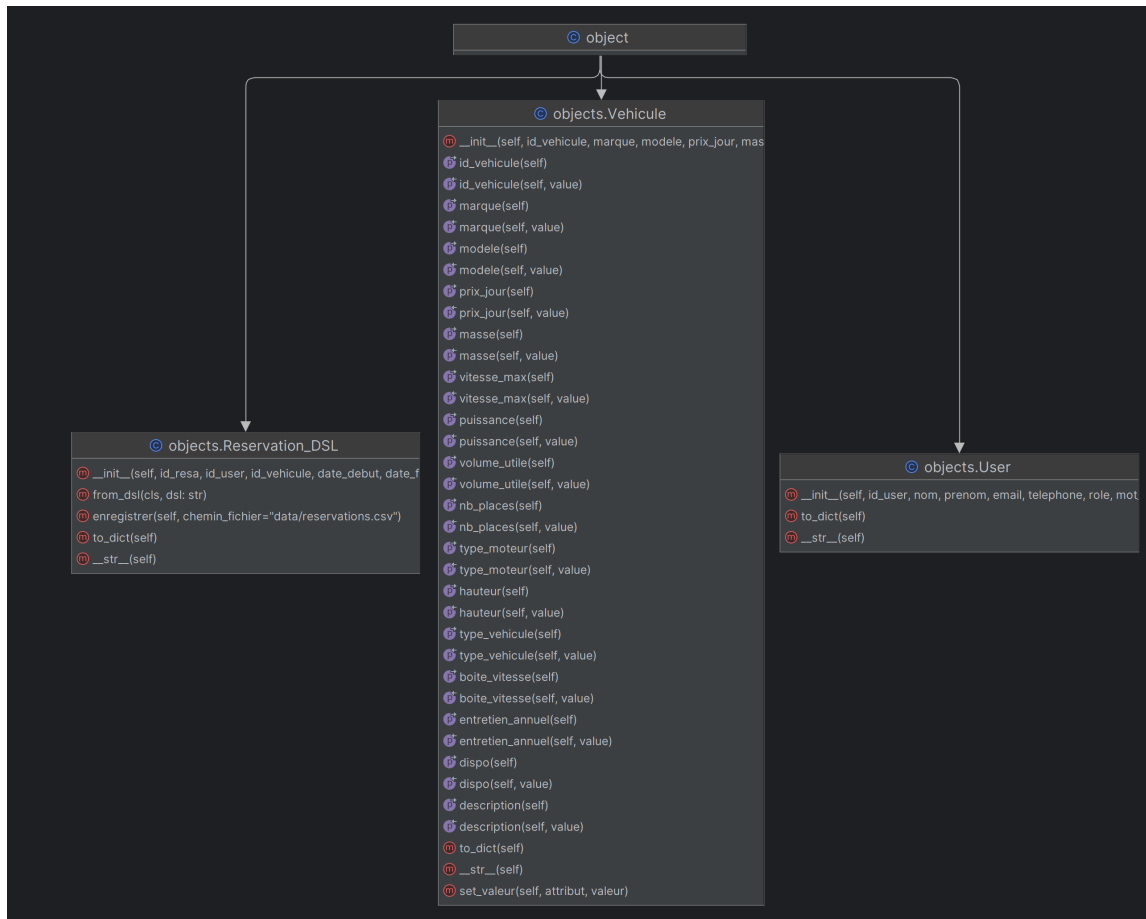 object
objects.Vehicule
__init__(self, id_vehicule, marque, modele, prix_jour, mas
id_vehicule(self)
id_vehicule(self, value)
marque(self)
marque(self, value)
modele(self)
modele(self, value)
prix_jour(self)
prix_jour(self, value)
masse(self)
masse(self, value)
vitesse_max(self)
vitesse_max(self, value)
puissance(self)
puissance(self, value)
volume_utile(self)
volume_utile(self, value)
nb_places(self)
nb_places(self, value)
type_moteur(self)
type_moteur(self, value)
hauteur(self)
hauteur(self, value)
type_vehicule(self)
type_vehicule(self, value)
boite_vitesse(self)
boite_vitesse(self, value)
entretien_annuel(self)
entretien_annuel(self, value)
dispo(self)
dispo(self, value)
description(self)
description(self, value)
to_dict(self)
__str__(self)
set_valeur(self, attribut, valeur)
objects.Reservation_DSL
__init__(self, id_resa, id_user, id_vehicule, date_debut, date_f
from_dsl(cls, dsl: str)
enregistrer(self, chemin_fichier="data/reservations.csv")
to_dict(self)
__str__(self)
objects.User
__init__(self, id_user, nom, prenom, email, telephone, role, mot
to_dict(self)
__str__(self)